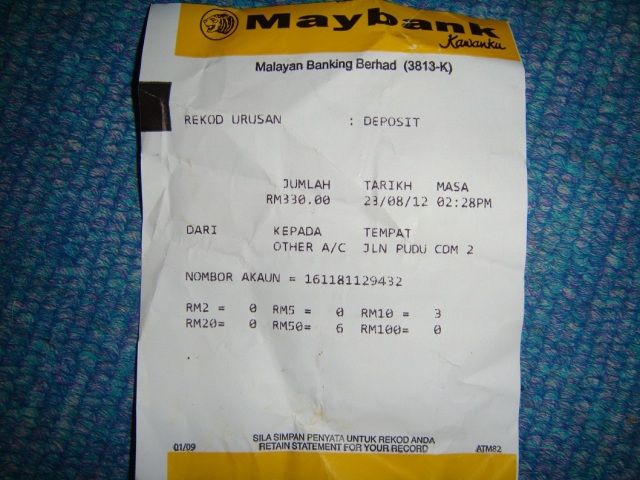 Maybank
Kawanku
Malayan Banking Berhad (3813-K)
REKOD URUSAN : DEPOSIT
JUMLAH TARIKH MASA
RM330.00 23/08/12 02:28PM
DARI KEPADA TEMPAT
OTHER A/C JLN PUDU CDM 2
NOMBOR AKAUN = 161181129432
RM2 = 0 RM5 = 0 RM10 = 3
RM20= 0 RM50= 6 RM100= 0
SILA SIMPAN PENYATA UNTUK REKOD ANDA
01/09 RETAIN STATEMENT FOR YOUR RECORD ATM82